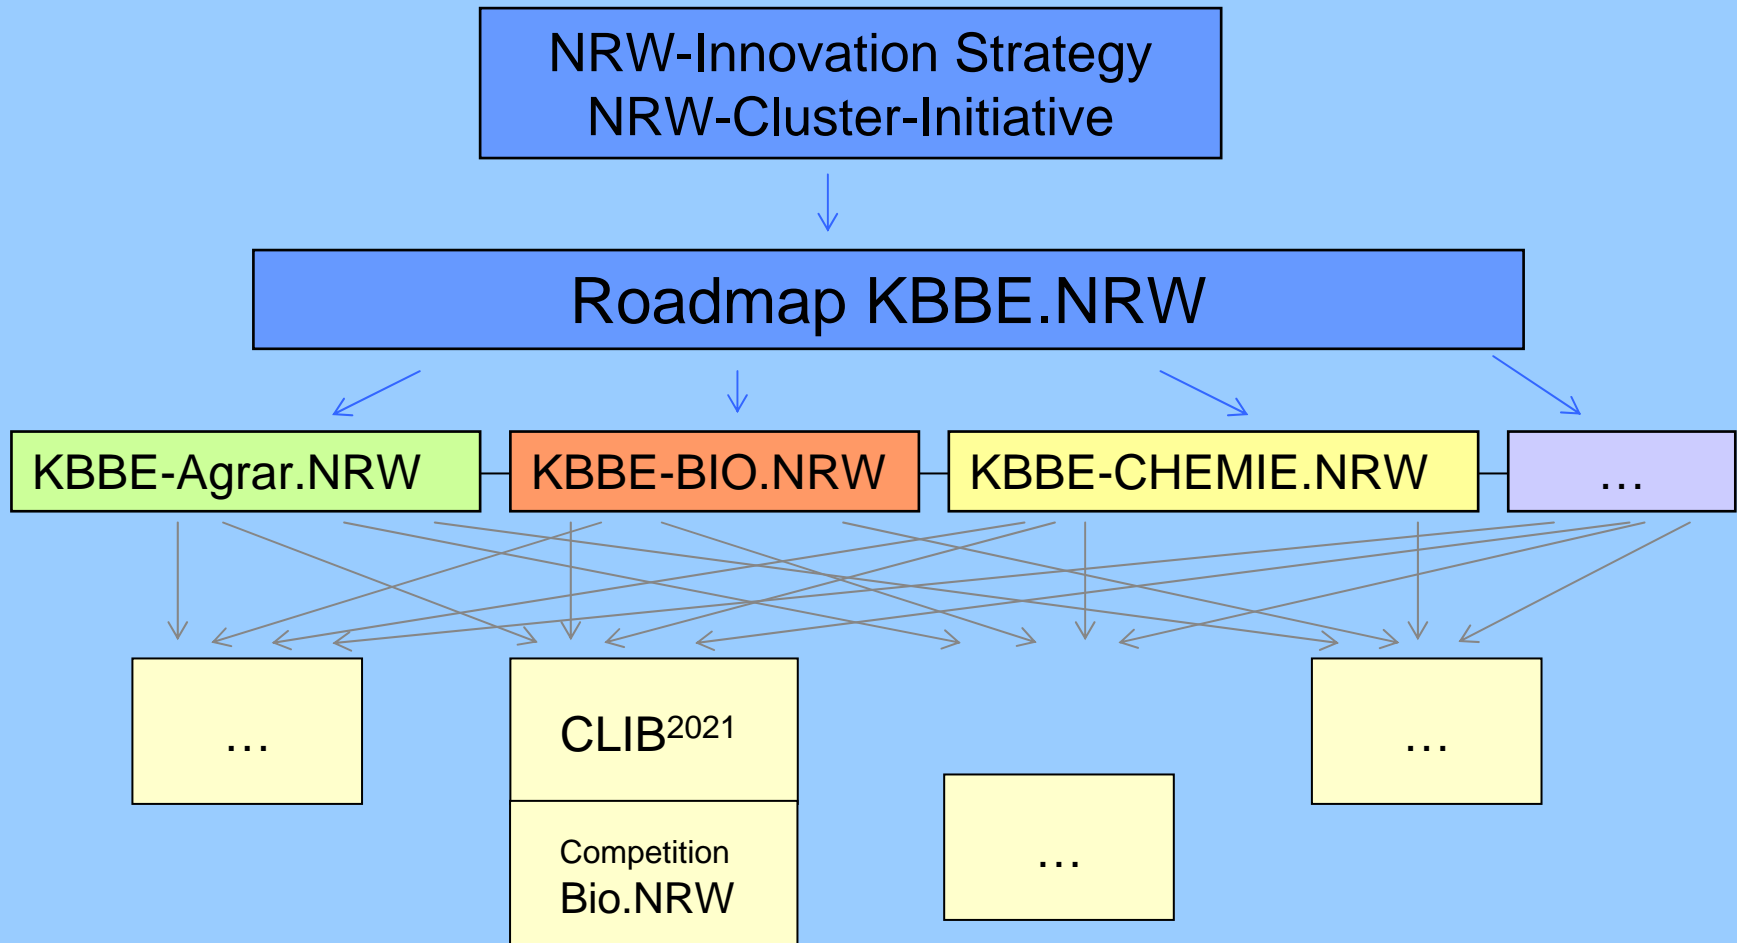 NRW-Innovation Strategy
NRW-Cluster-Initiative
Roadmap KBBE.NRW
KBBE-Agrar.NRW
KBBE-BIO.NRW
KBBE-CHEMIE.NRW
…
…
CLIB²⁰²¹
…
…
Competition
Bio.NRW